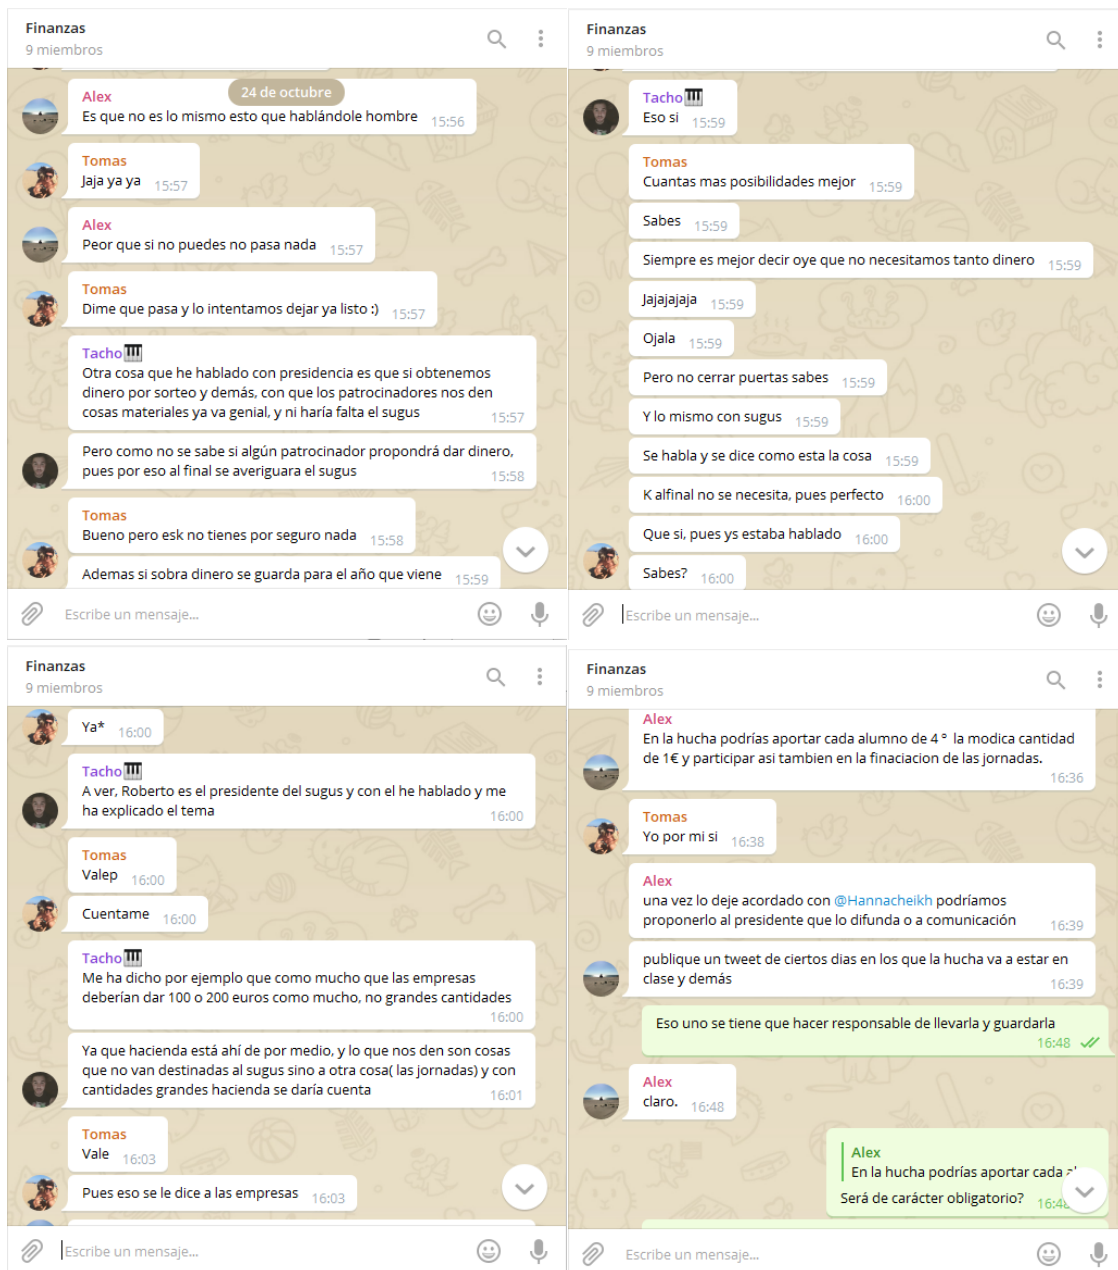 Finanzas
9 miembros
24 de octubre
Alex
Es que no es lo mismo esto que hablándole hombre 15:56
Tomas
Jaja ya ya 15:57
Alex
Peor que si no puedes no pasa nada 15:57
Tomas
Dime que pasa y lo intentamos dejar ya listo :) 15:57
Tacho🎹
Otra cosa que he hablado con presidencia es que si obtenemos
dinero por sorteo y demás, con que los patrocinadores nos den
cosas materiales ya va genial, y ni haría falta el sugus 15:57
Pero como no se sabe si algún patrocinador propondrá dar dinero,
pues por eso al final se averiguara el sugus 15:58
Tomas
Bueno pero esk no tienes por seguro nada 15:58
Ademas si sobra dinero se guarda para el año que viene 15:59
Escribe un mensaje...
Finanzas
9 miembros
Tacho🎹
Eso si 15:59
Tomas
Cuantas mas posibilidades mejor 15:59
Sabes 15:59
Siempre es mejor decir oye que no necesitamos tanto dinero 15:59
Jajajajaja 15:59
Ojala 15:59
Pero no cerrar puertas sabes 15:59
Y lo mismo con sugus 15:59
Se habla y se dice como esta la cosa 15:59
K alfinal no se necesita, pues perfecto 16:00
Que si, pues ys estaba hablado 16:00
Sabes? 16:00
Escribe un mensaje...
Finanzas
9 miembros
Ya* 16:00
Tacho🎹
A ver, Roberto es el presidente del sugus y con el he hablado y me
ha explicado el tema 16:00
Tomas
Valep 16:00
Cuentame 16:00
Tacho🎹
Me ha dicho por ejemplo que como mucho que las empresas
deberían dar 100 o 200 euros como mucho, no grandes cantidades
16:00
Ya que hacienda está ahí de por medio, y lo que nos den son cosas
que no van destinadas al sugus sino a otra cosa( las jornadas) y con
cantidades grandes hacienda se daría cuenta 16:01
Tomas
Vale 16:03
Pues eso se le dice a las empresas 16:03
Escribe un mensaje...
Finanzas
9 miembros
Alex
En la hucha podrías aportar cada alumno de 4º la modica cantidad
de 1€ y participar asi tambien en la finaciacion de las jornadas.
16:36
Tomas
Yo por mi si 16:38
Alex
una vez lo deje acordado con @Hannacheikh podríamos
proponerlo al presidente que lo difunda o a comunicación 16:39
publique un tweet de ciertos dias en los que la hucha va a estar en
clase y demás 16:39
Eso uno se tiene que hacer responsable de llevarla y guardarla
16:48
Alex
claro. 16:48
Alex
En la hucha podrías aportar cada
Será de carácter obligatorio?
Escribe un mensaje...